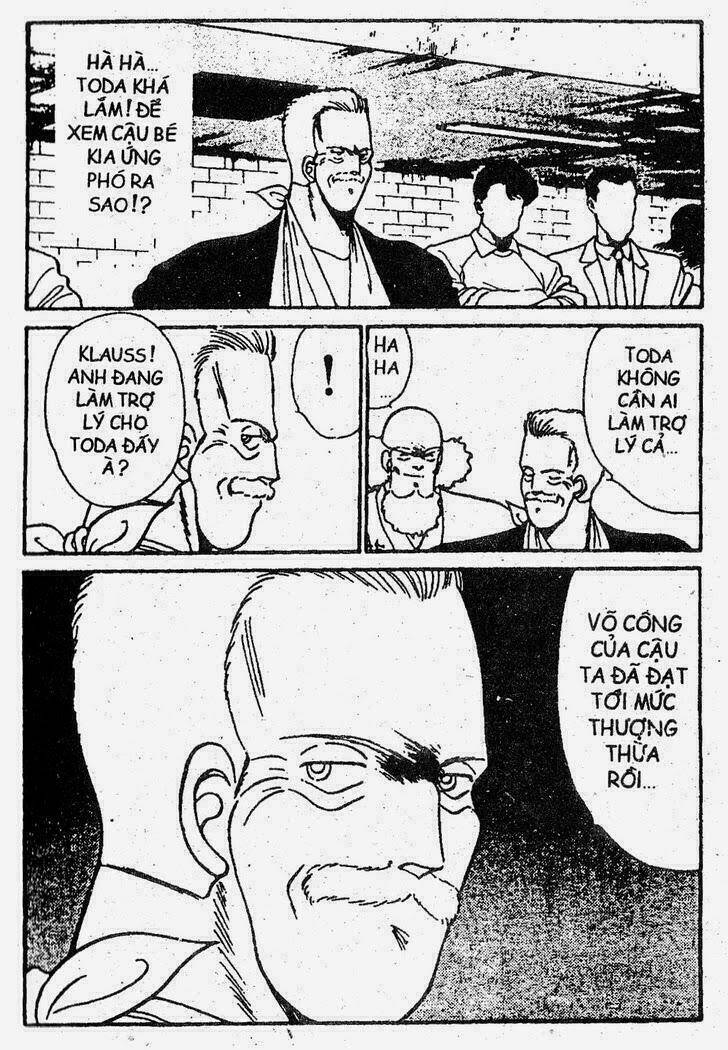 HÀ HÀ...
TODA KHÁ
LẮM! ĐỂ
XEM CẬU BÉ
KIA ỨNG
PHÓ RA
SAO!?
KLAUSS!
ANH ĐANG
LÀM TRỢ
LÝ CHO
TODA ĐẤY
À?
!
HA
HA
...
TODA
KHÔNG
CẦN AI
LÀM TRỢ
LÝ CẢ...
VÕ CÔNG
CỦA CẬU
TA ĐÃ ĐẠT
TỚI MỨC
THƯỢNG
THỪA
RỒI...